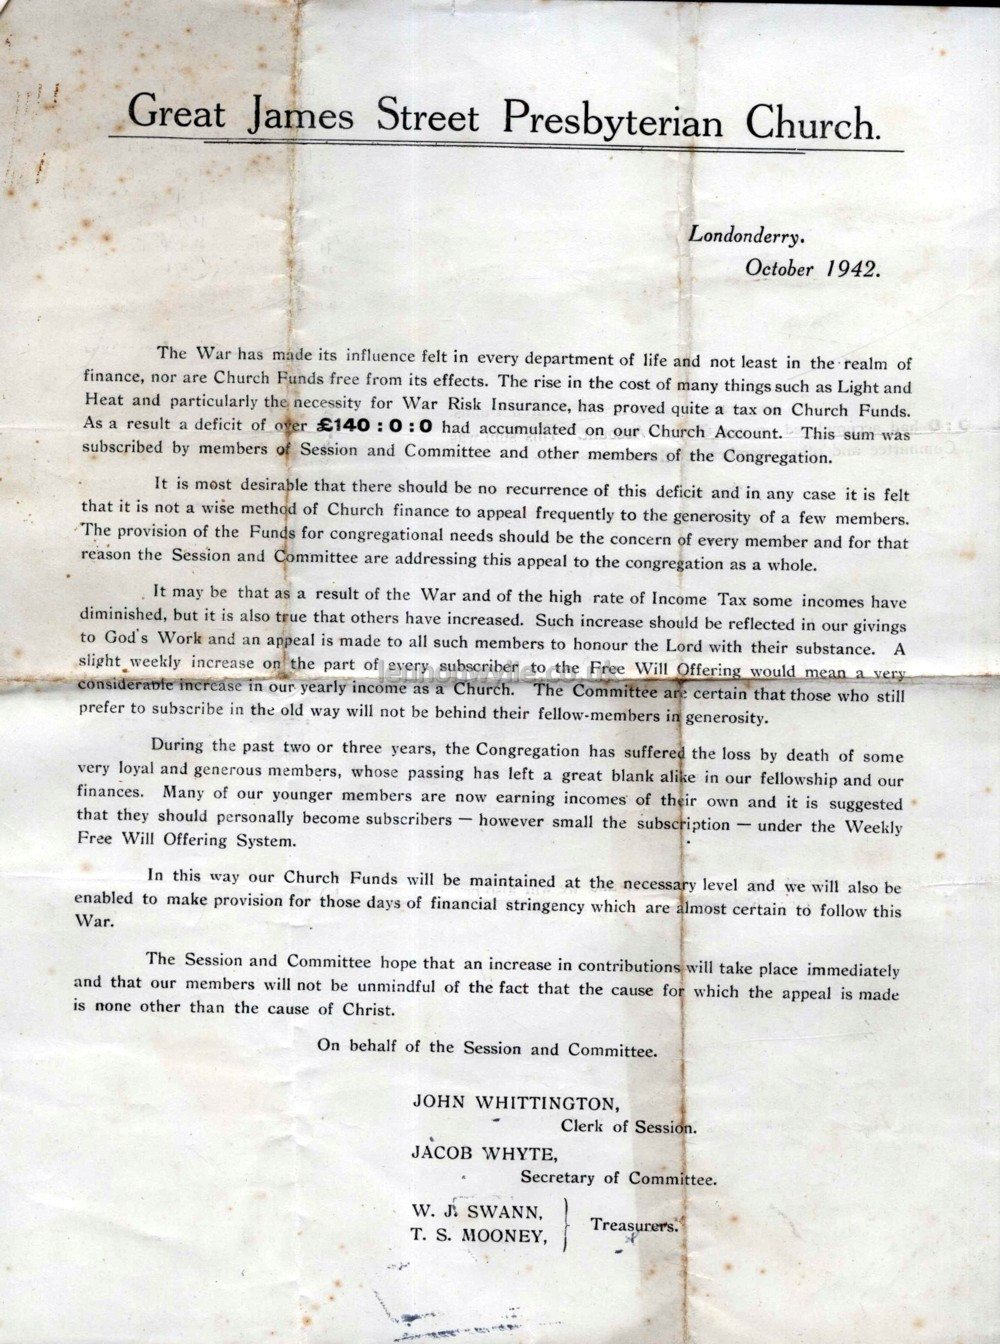 Great James Street Presbyterian Church.
Londonderry.
October 1942.
The War has made its influence felt in every department of life and not least in the realm of
finance, nor are Church Funds free from its effects. The rise in the cost of many things such as Light and
Heat and particularly the necessity for War Risk Insurance, has proved quite a tax on Church Funds.
As a result a deficit of over £140 : 0 : 0 had accumulated on our Church Account. This sum was
subscribed by members of Session and Committee and other members of the Congregation.
It is most desirable that there should be no recurrence of this deficit and in any case it is felt
that it is not a wise method of Church finance to appeal frequently to the generosity of a few members.
The provision of the Funds for congregational needs should be the concern of every member and for that
reason the Session and Committee are addressing this appeal to the congregation as a whole.
It may be that as a result of the War and of the high rate of Income Tax some incomes have
diminished, but it is also true that others have increased. Such increase should be reflected in our givings
to God's Work and an appeal is made to all such members to honour the Lord with their substance. A
slight weekly increase on the part of every subscriber to the Free Will Offering would mean a very
considerable increase in our yearly income as a Church. The Committee are certain that those who still
prefer to subscribe in the old way will not be behind their fellow-members in generosity.
During the past two or three years, the Congregation has suffered the loss by death of some
very loyal and generous members, whose passing has left a great blank alike in our fellowship and our
finances. Many of our younger members are now earning incomes of their own and it is suggested
that they should personally become subscribers — however small the subscription — under the Weekly
Free Will Offering System.
In this way our Church Funds will be maintained at the necessary level and we will also be
enabled to make provision for those days of financial stringency which are almost certain to follow this
War.
The Session and Committee hope that an increase in contributions will take place immediately
and that our members will not be unmindful of the fact that the cause for which the appeal is made
is none other than the cause of Christ.
On behalf of the Session and Committee.
JOHN WHITTINGTON,
Clerk of Session.
JACOB WHYTE,
Secretary of Committee.
W. J. SWANN,
T. S. MOONEY,
Treasurers.